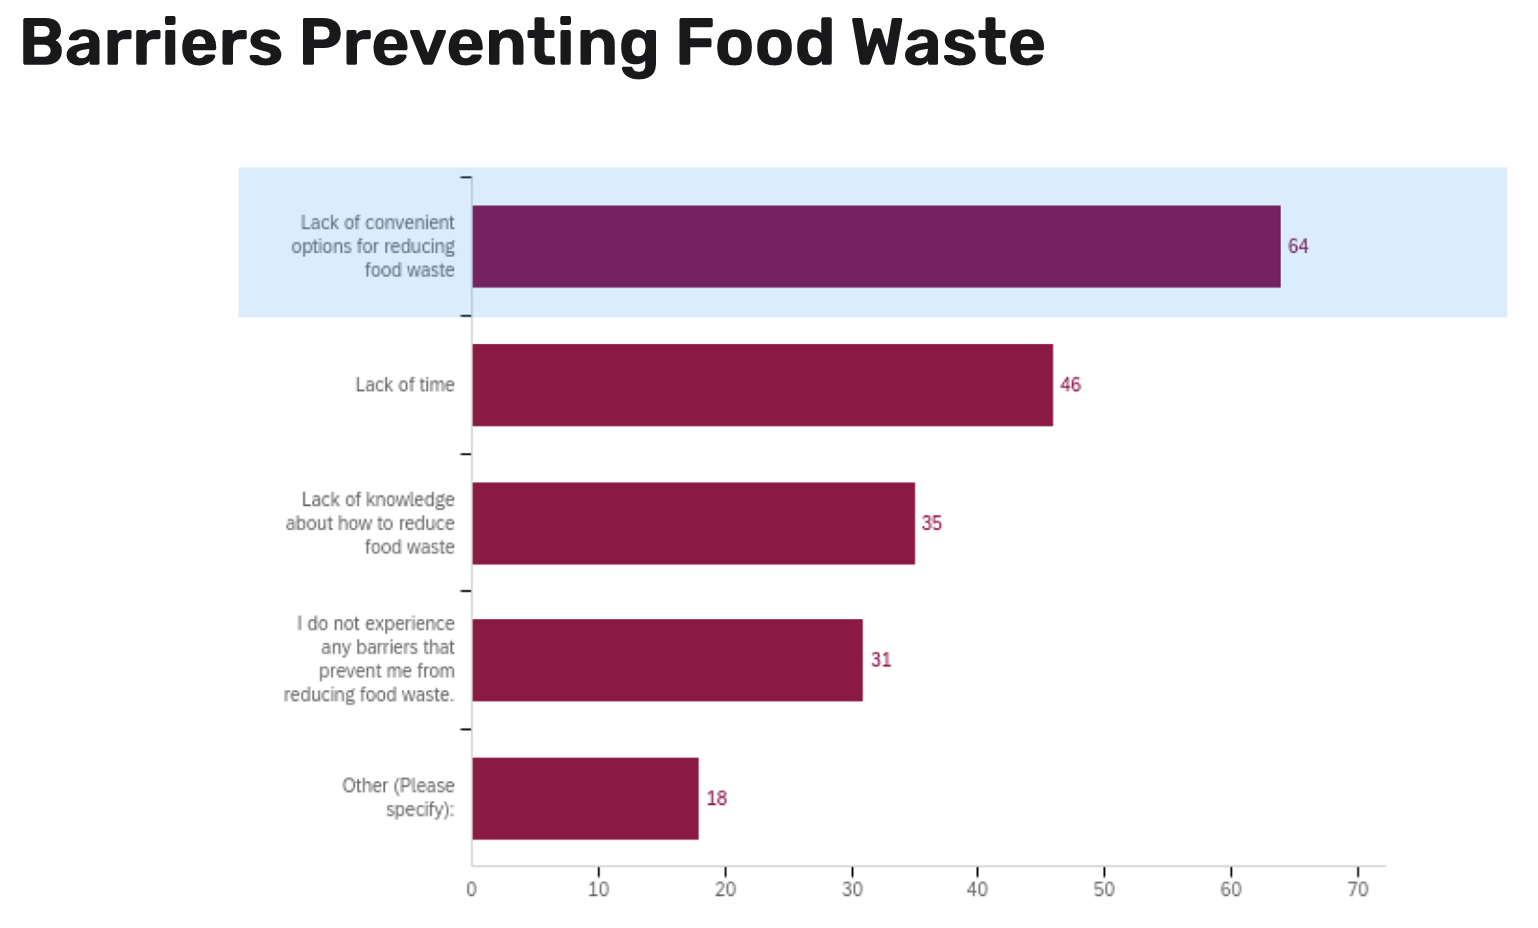 Barriers Preventing Food Waste
Lack of convenient
options for reducing
food waste
64
Lack of time
46
Lack of knowledge
about how to reduce
food waste
35
I do not experience
any barriers that
prevent me from
reducing food waste.
31
Other (Please
specify):
18
0 10 20 30 40 50 60 70